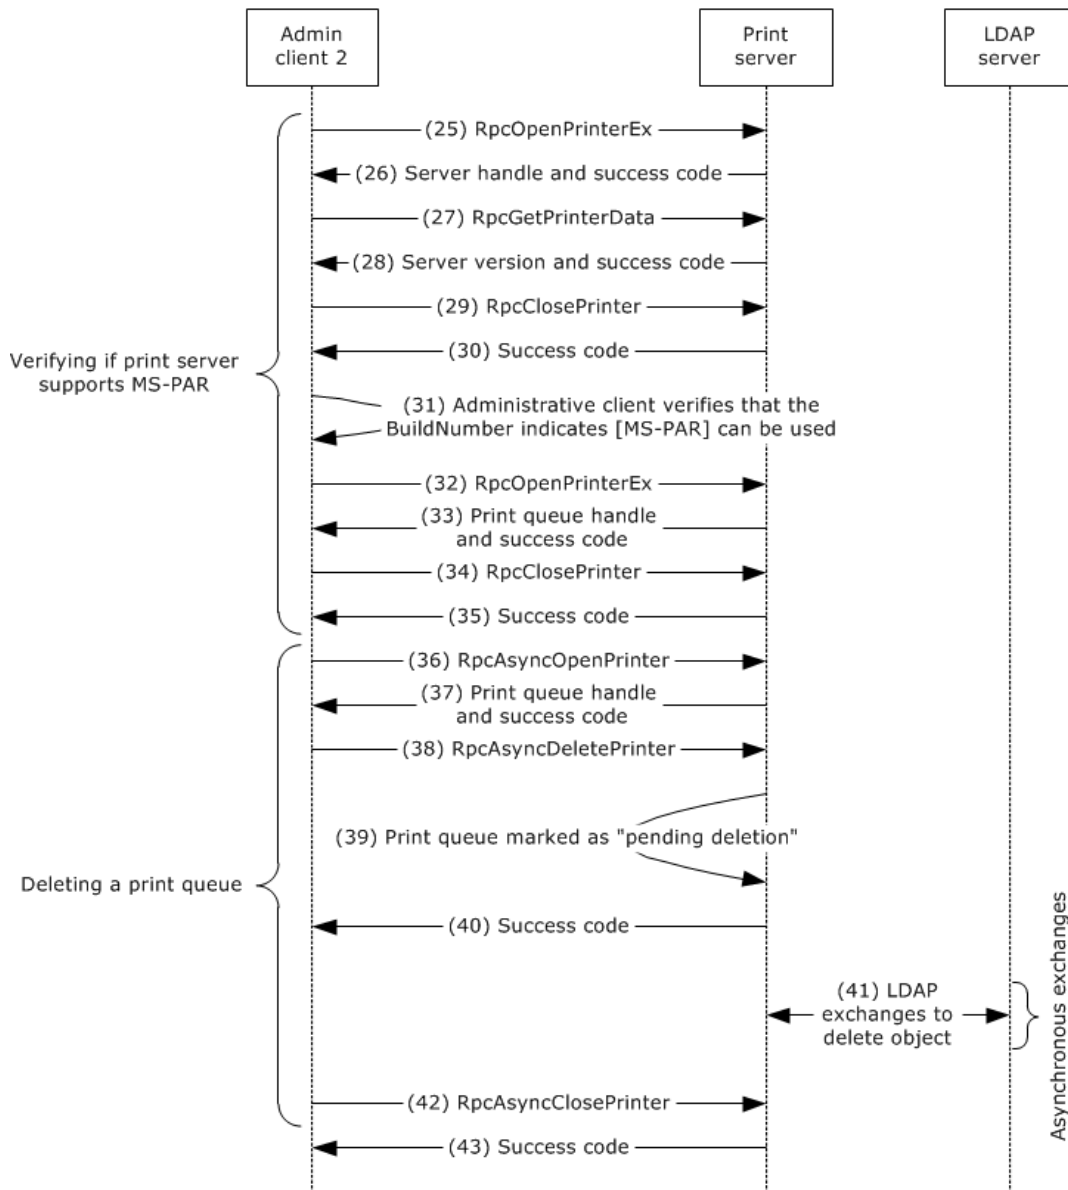 Admin
client 2
Print
server
LDAP
server
(25) RpcOpenPrinterEx
(26) Server handle and success code
(27) RpcGetPrinterData
(28) Server version and success code
(29) RpcClosePrinter
(30) Success code
Verifying if print server
supports MS-PAR
(31) Administrative client verifies that the
BuildNumber indicates [MS-PAR] can be used
(32) RpcOpenPrinterEx
(33) Print queue handle
and success code
(34) RpcClosePrinter
(35) Success code
(36) RpcAsyncOpenPrinter
(37) Print queue handle
and success code
(38) RpcAsyncDeletePrinter
(39) Print queue marked as "pending deletion"
Deleting a print queue
(40) Success code
(41) LDAP
exchanges to
delete object
Asynchronous exchanges
(42) RpcAsyncClosePrinter
(43) Success code